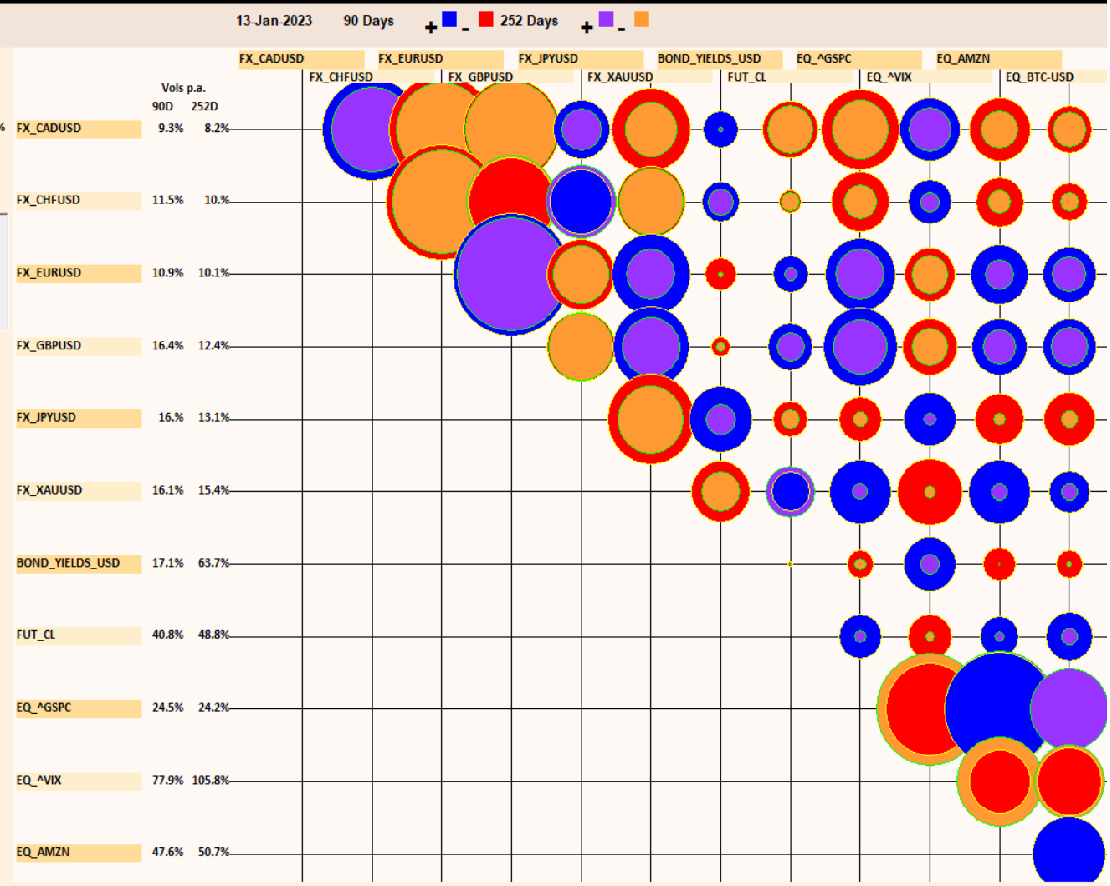 13-Jan-2023 90 Days + - 252 Days + -
FX_CADUSD FX_EURUSD FX_JPYUSD BOND_YIELDS_USD EQ_^GSPC EQ_AMZN
FX_CHFUSD FX_GBPUSD FX_XAUUSD FUT_CL EQ_^VIX EQ_BTC-USD
Vols p.a.
90D 252D
% FX_CADUSD 9.3% 8.2%
FX_CHFUSD 11.5% 10.%
FX_EURUSD 10.9% 10.1%
FX_GBPUSD 16.4% 12.4%
FX_JPYUSD 16.% 13.1%
FX_XAUUSD 16.1% 15.4%
BOND_YIELDS_USD 17.1% 63.7%
FUT_CL 40.8% 48.8%
EQ_^GSPC 24.5% 24.2%
EQ_^VIX 77.9% 105.8%
EQ_AMZN 47.6% 50.7%